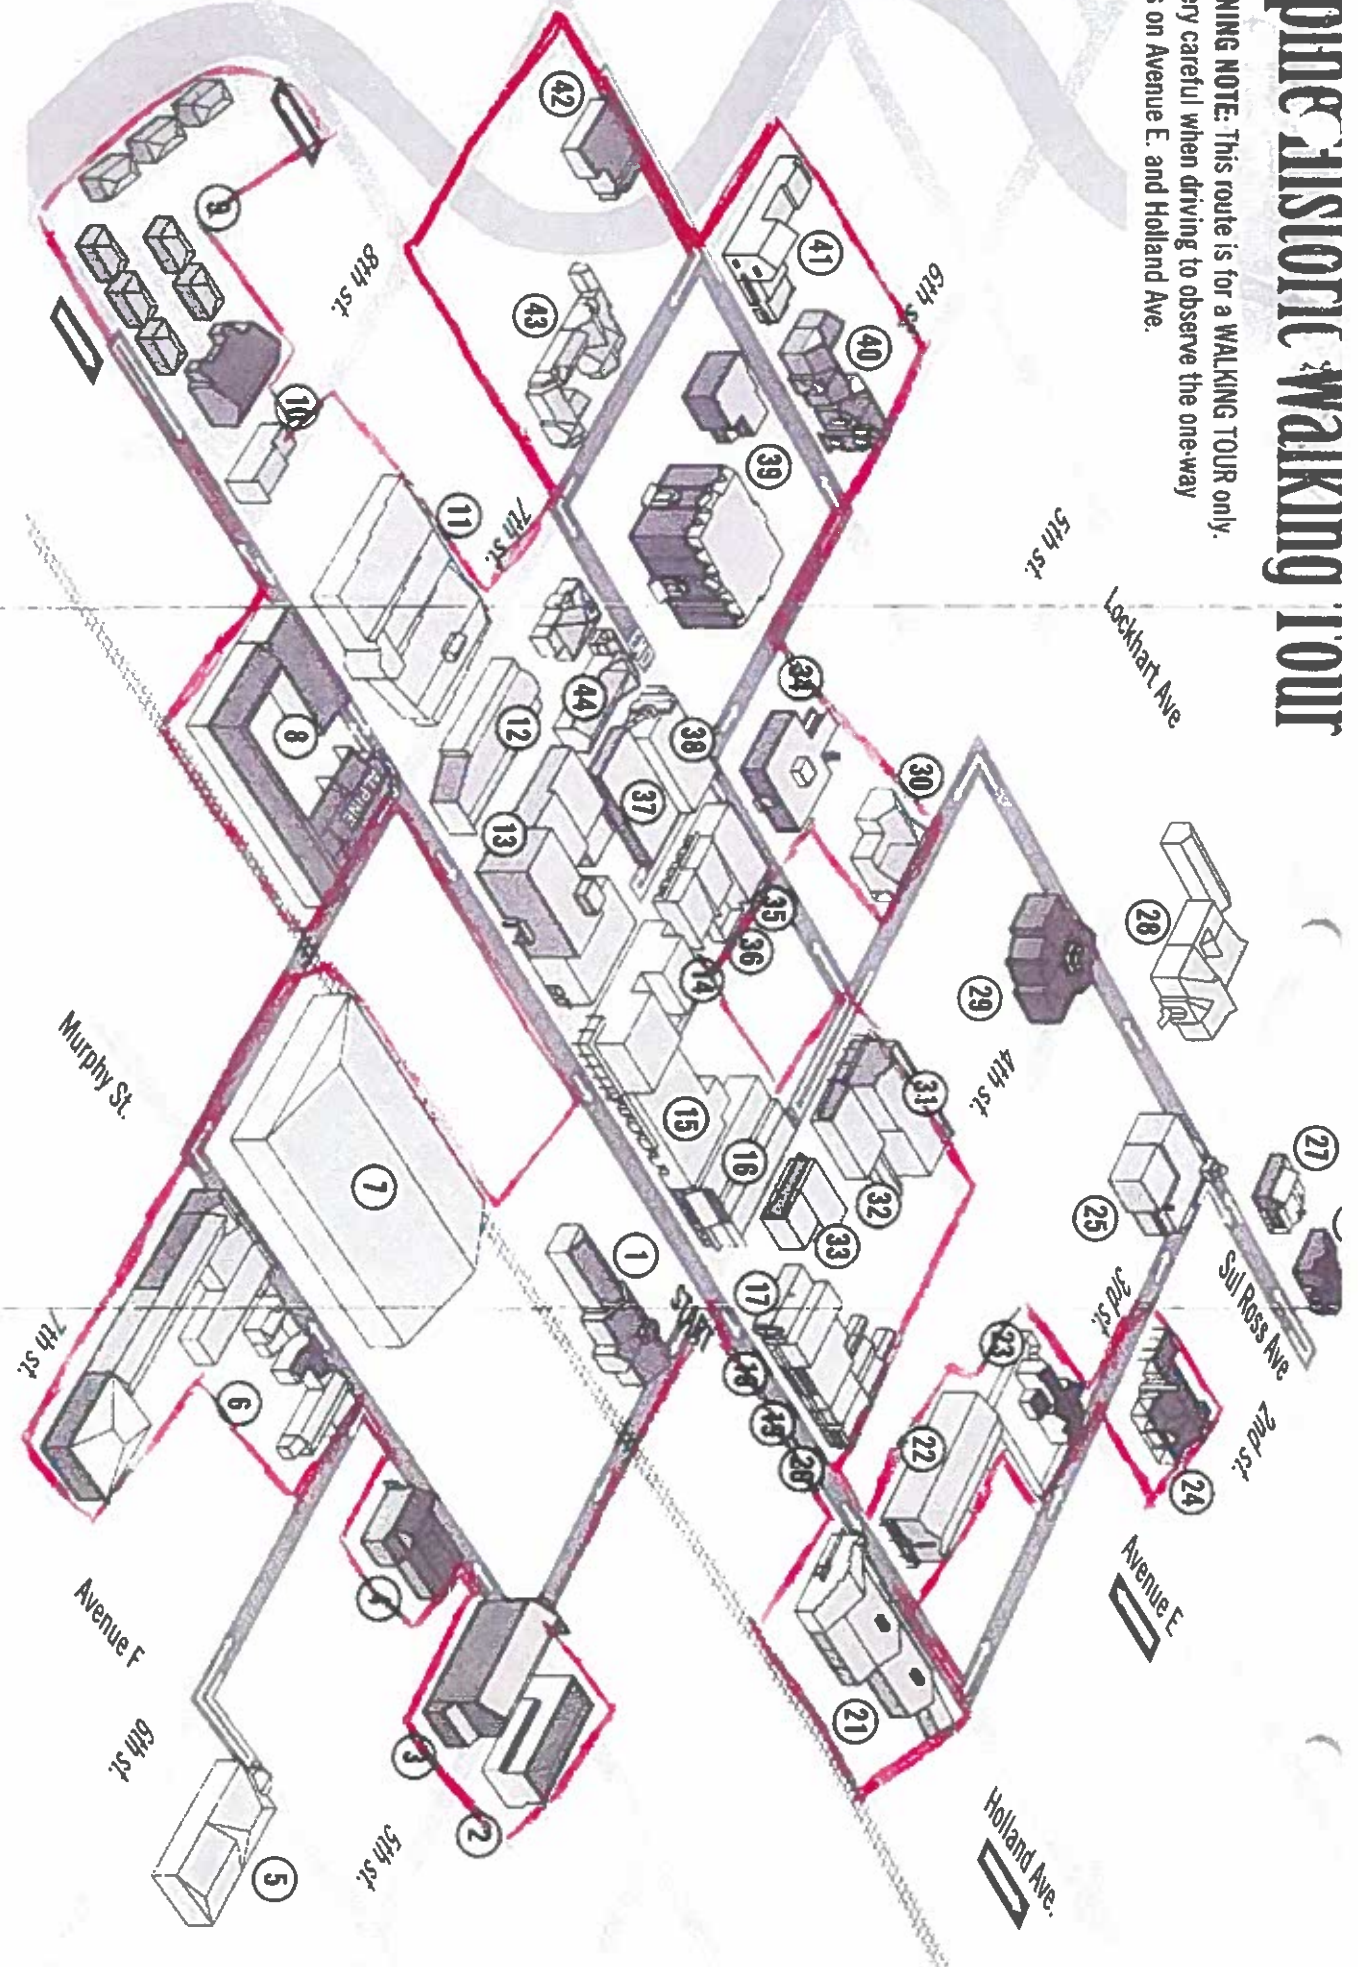 pine Historic Walking Tour
NING NOTE: This route is for a WALKING TOUR only.
ery careful when driving to observe the one-way
s on Avenue E. and Holland Ave.
Lockhart Ave
5th st.
6th st.
28
27
Sul Ross Ave
2nd st.
24
Avenue E
25
3rd st.
29
4th st.
23
22
Holland Ave.
30
34
31
32
33
40
41
39
35
36
14
38
37
17
18
19
20
21
16
15
START
1
42
43
44
13
12
11
7th st.
8th st.
9
10
8
ALPINE
7
4
3
2
5th st.
6
5
6th st.
Avenue F
Murphy St.
7th st.